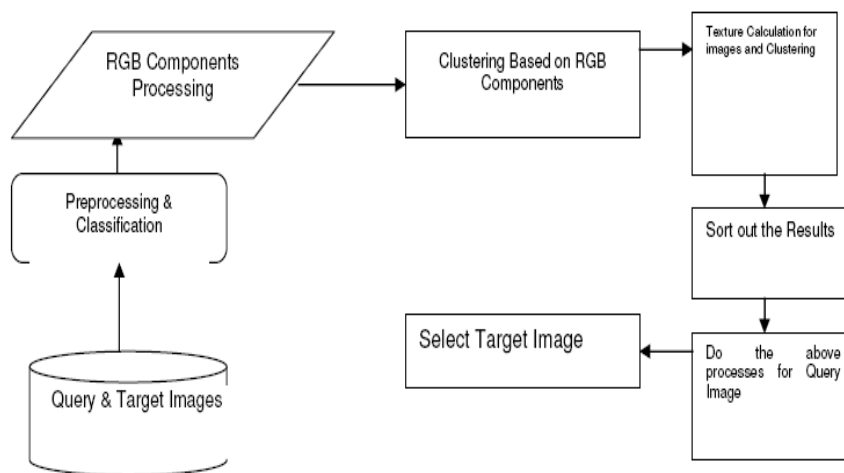 RGB Components
Processing
Clustering Based on RGB
Components
Texture Calculation for
images and Clustering
Preprocessing &
Classification
Sort out the Results
Select Target Image
Do the above
processes for Query
Image
Query & Target Images